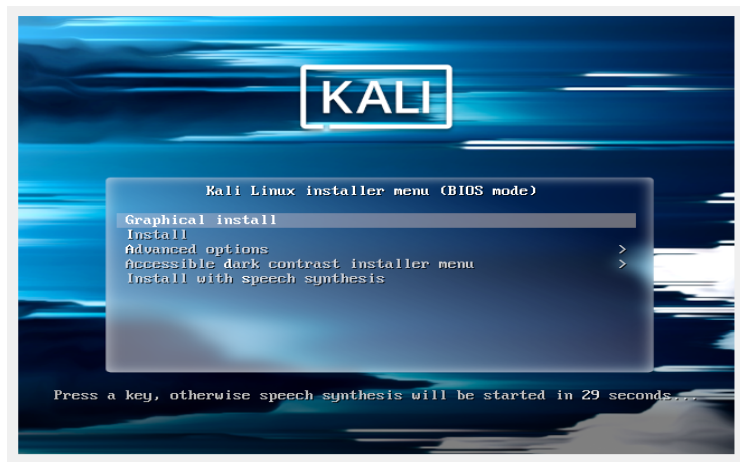 KALI
Kali Linux installer menu (BIOS mode)
Graphical install
Install
Advanced options >
Accessible dark contrast installer menu >
Install with speech synthesis
Press a key, otherwise speech synthesis will be started in 29 seconds...